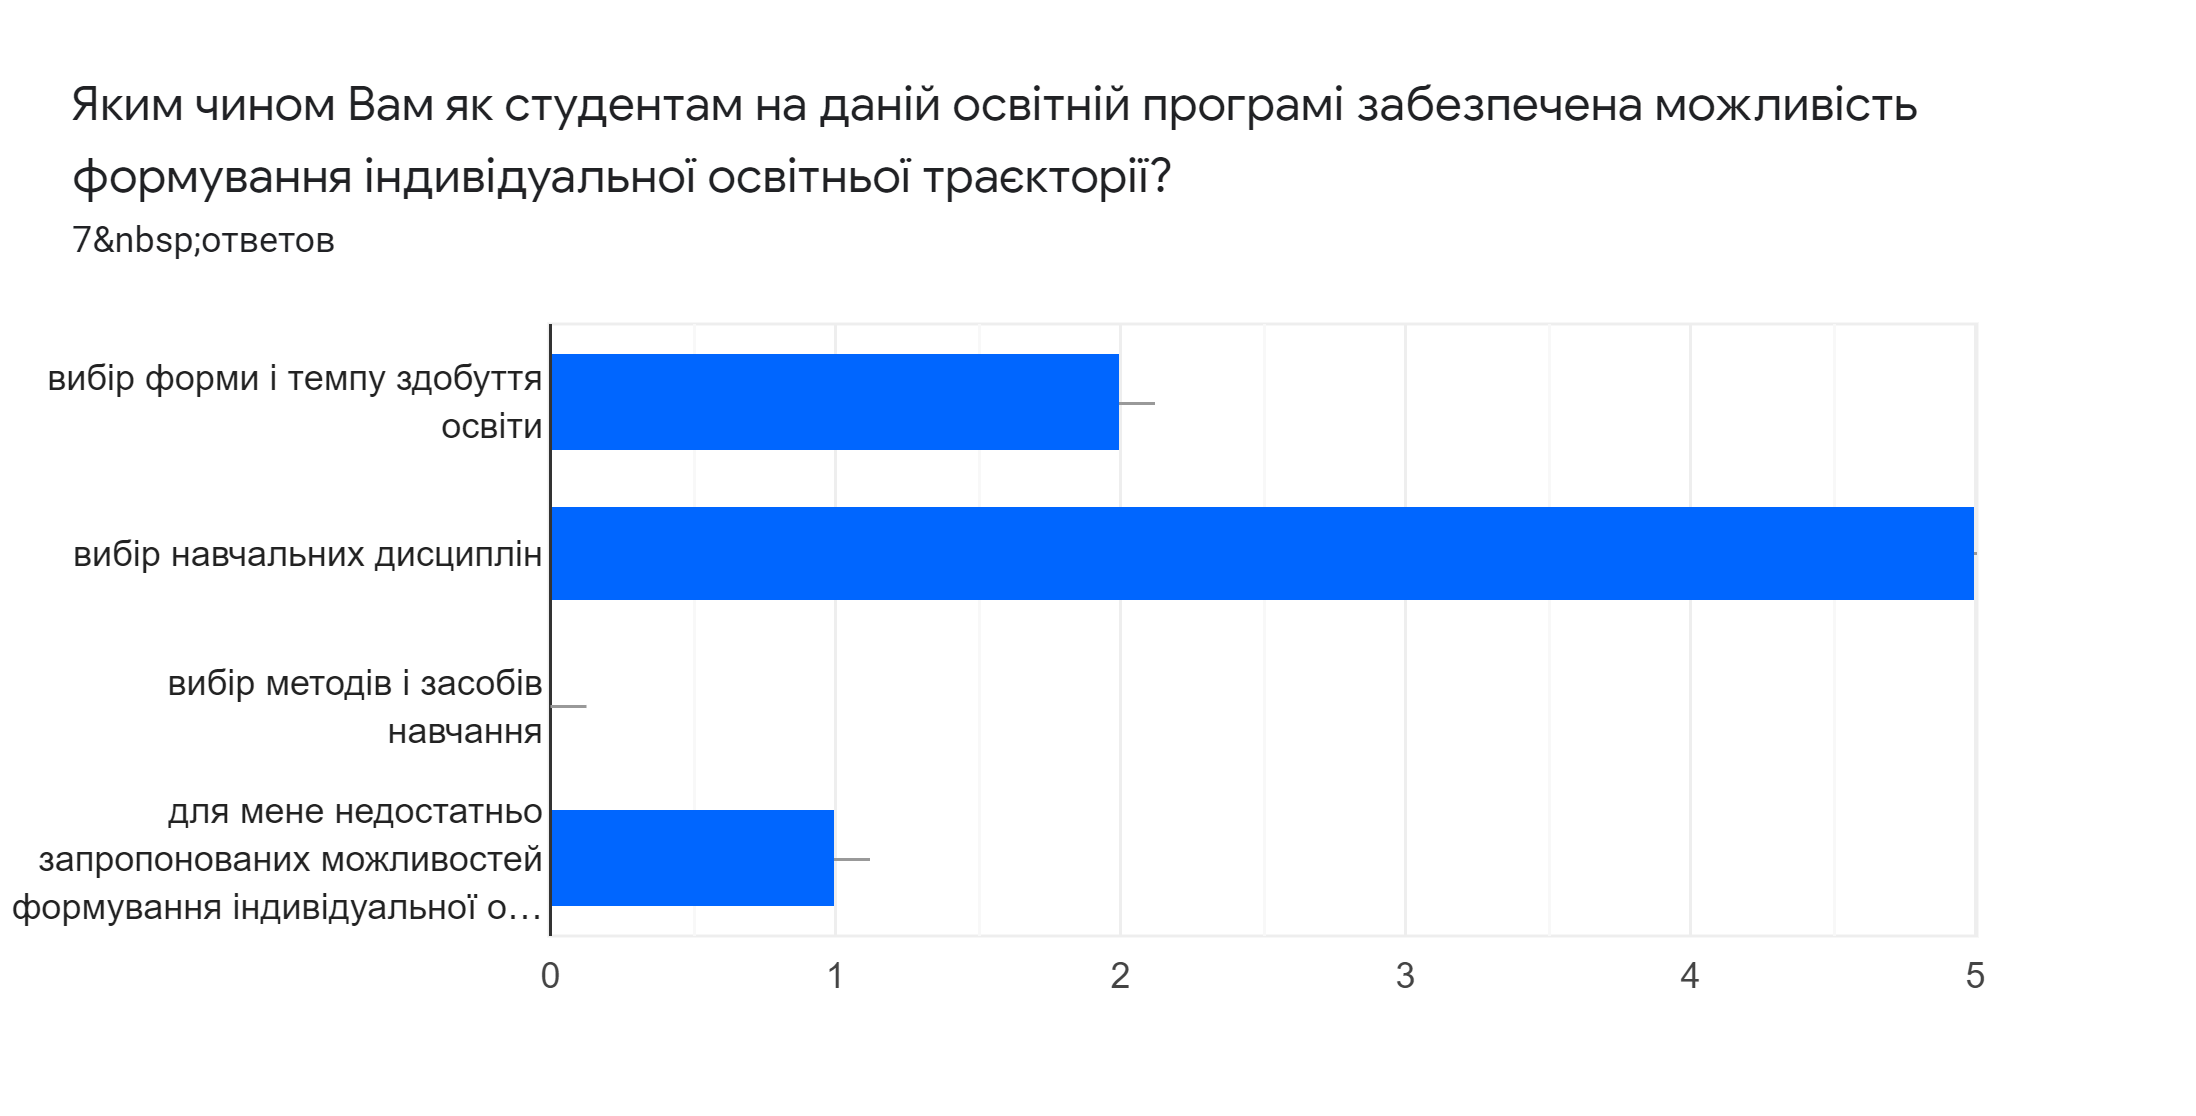 Яким чином Вам як студентам на даній освітній програмі забезпечена можливість
формування індивідуальної освітньої траєкторії?
7&nbsp;ответов
вибір форми і темпу здобуття
освіти
вибір навчальних дисциплін
вибір методів і засобів
навчання
для мене недостатньо
запропонованих можливостей
формування індивідуальної о…
0 1 2 3 4 5